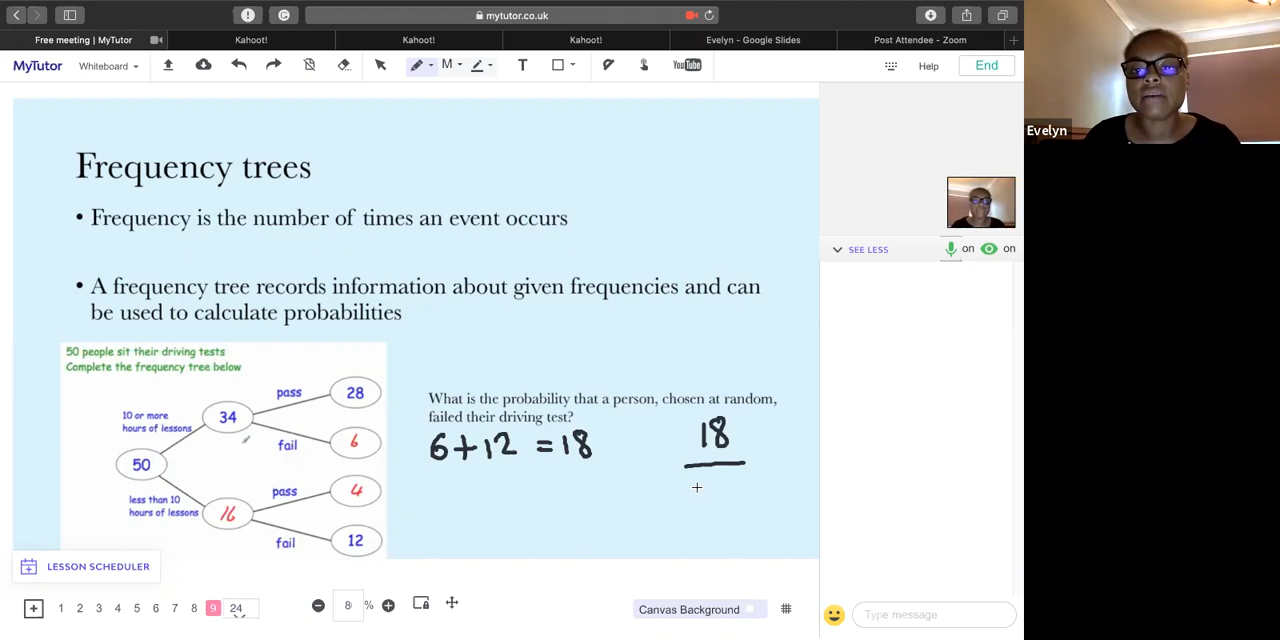 mytutor.co.uk
Free meeting | MyTutor
Kahoot!
Kahoot!
Kahoot!
Evelyn - Google Slides
Post Attendee - Zoom
MyTutor
Whiteboard
M
T
YouTube
Help
End
Evelyn
SEE LESS
on
on
Frequency trees
• Frequency is the number of times an event occurs
• A frequency tree records information about given frequencies and can
be used to calculate probabilities
50 people sit their driving tests
Complete the frequency tree below
10 or more
hours of lessons
34
pass
28
fail
6
50
less than 10
hours of lessons
16
pass
4
fail
12
What is the probability that a person, chosen at random,
failed their driving test?
6+12 =18
18
LESSON SCHEDULER
1 2 3 4 5 6 7 8 9 24
8 %
Canvas Background
Type message